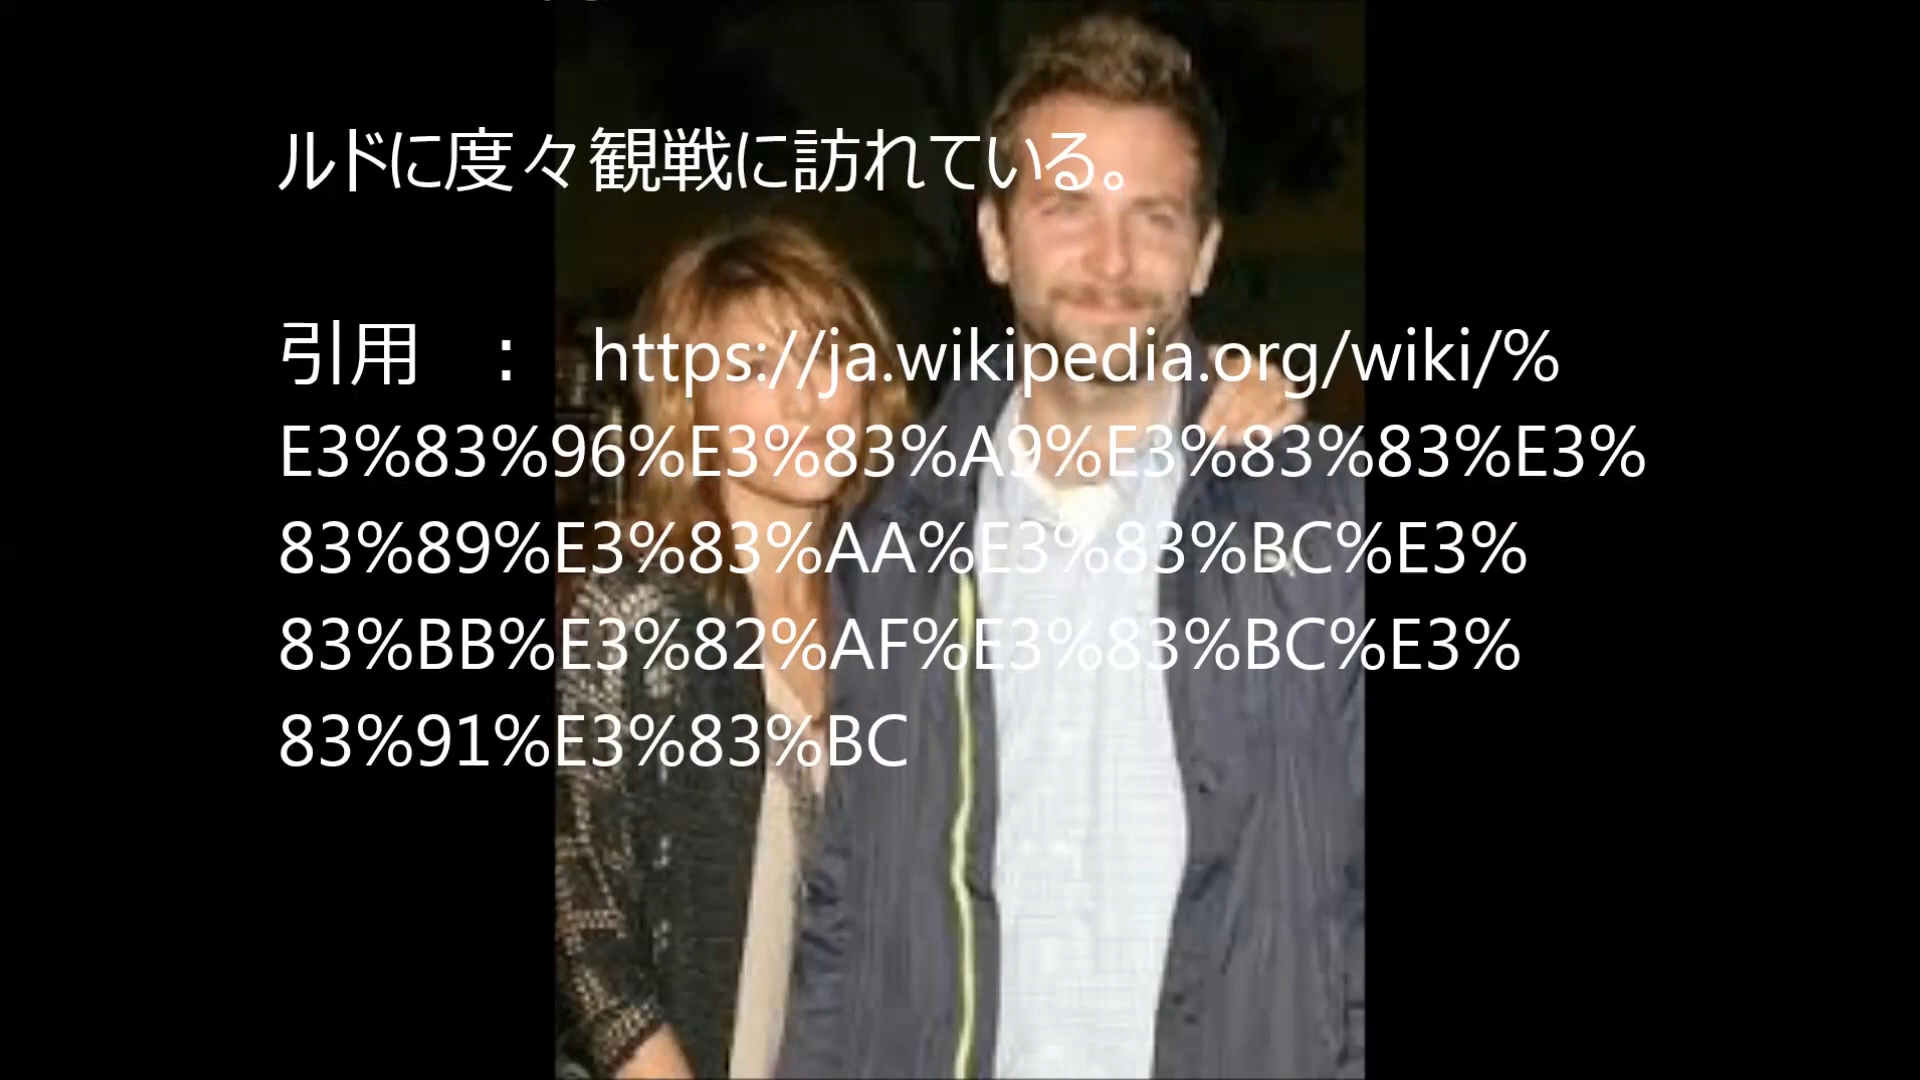 ルドに度々観戦に訪れている。
引用　：　https://ja.wikipedia.org/wiki/%
E3%83%96%E3%83%A9%E3%83%83%E3%
83%89%E3%83%AA%E3%83%BC%E3%
83%BB%E3%82%AF%E3%83%BC%E3%
83%91%E3%83%BC